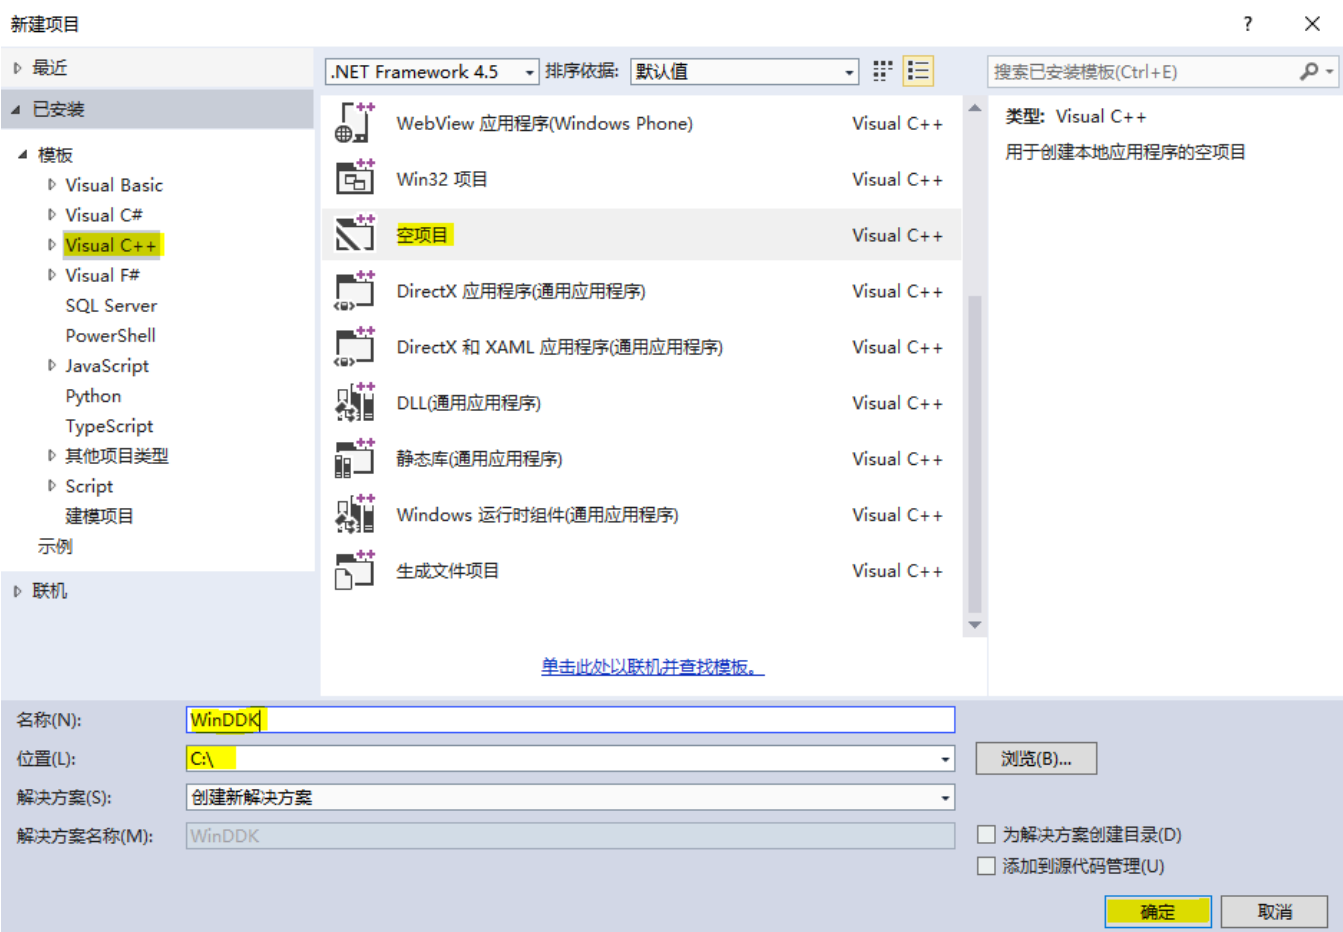 新建项目
?
最近
已安装
模板
Visual Basic
Visual C#
Visual C++
Visual F#
SQL Server
PowerShell
JavaScript
Python
TypeScript
其他项目类型
Script
建模项目
示例
联机
.NET Framework 4.5 排序依据: 默认值
WebView 应用程序(Windows Phone) Visual C++
Win32 项目 Visual C++
空项目 Visual C++
DirectX 应用程序(通用应用程序) Visual C++
DirectX 和 XAML 应用程序(通用应用程序) Visual C++
DLL(通用应用程序) Visual C++
静态库(通用应用程序) Visual C++
Windows 运行时组件(通用应用程序) Visual C++
生成文件项目 Visual C++
单击此处以联机并查找模板。
搜索已安装模板(Ctrl+E)
类型: Visual C++
用于创建本地应用程序的空项目
名称(N): WinDDK
位置(L): C:\ 浏览(B)...
解决方案(S): 创建新解决方案
解决方案名称(M): WinDDK
为解决方案创建目录(D)
添加到源代码管理(U)
确定 取消